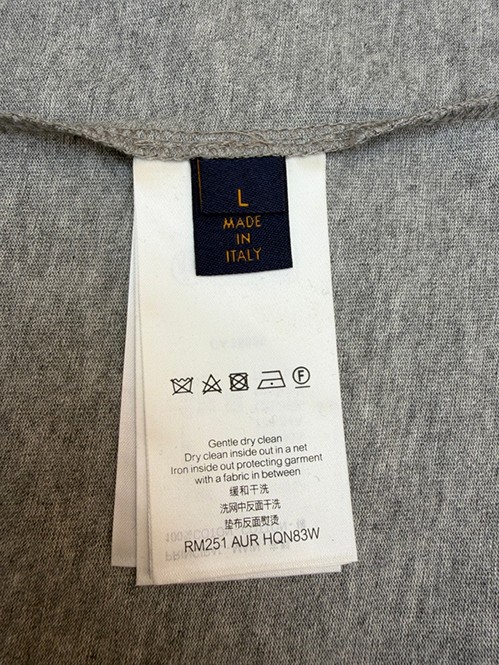 L
MADE
IN
ITALY
Gentle dry clean
Dry clean inside out in a net
Iron inside out protecting garment
with a fabric in between
缓和干洗
洗网中反面干洗
垫布反面熨烫
RM251 AUR HQN83W